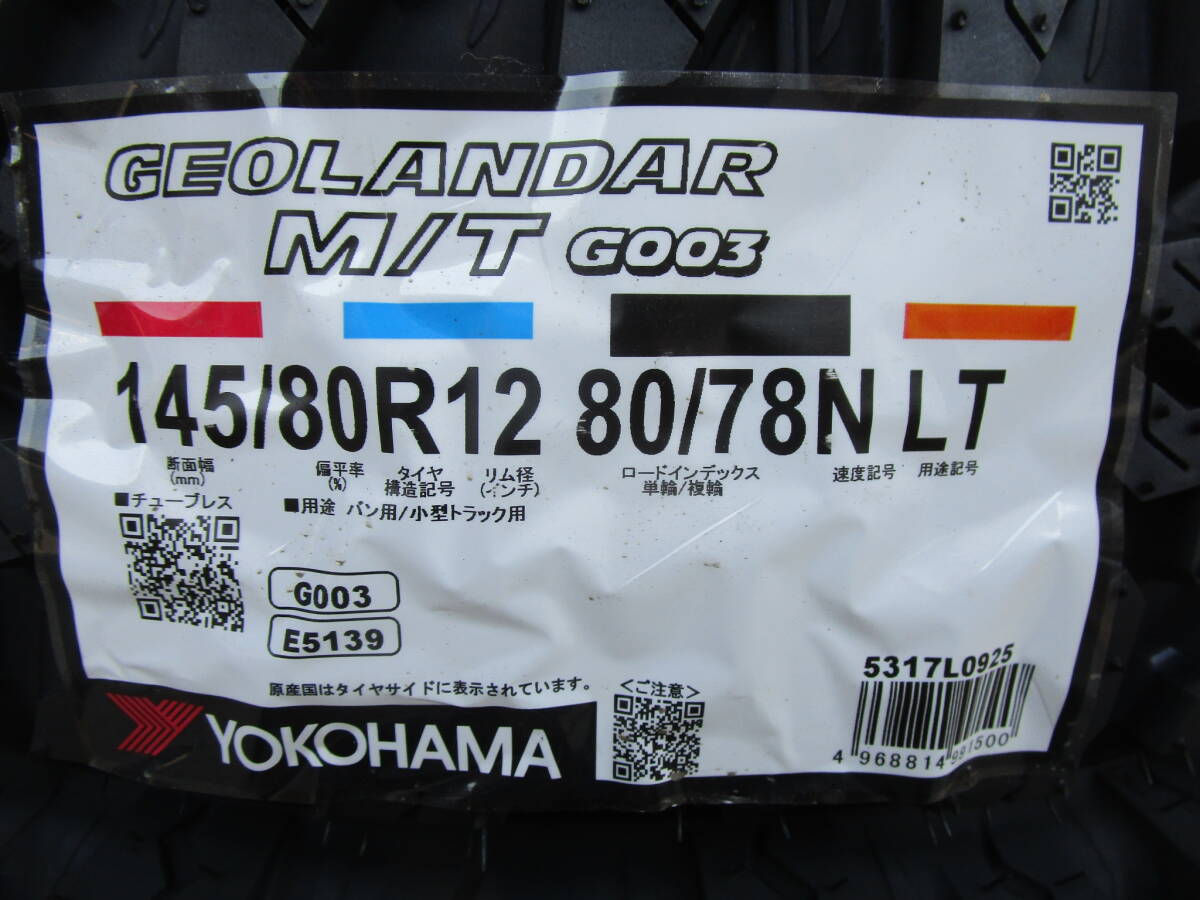 GEOLANDAR
M/T G003
145/80R12 80/78N LT
断面幅
(mm)
偏平率
(%)
タイヤ
構造記号
リム径
(インチ)
ロードインデックス
単輪/複輪
速度記号
用途記号
■チューブレス
■用途 バン用/小型トラック用
G003
E5139
原産国はタイヤサイドに表示されています。
<ご注意>
5317L0925
4 968814 991500
YOKOHAMA